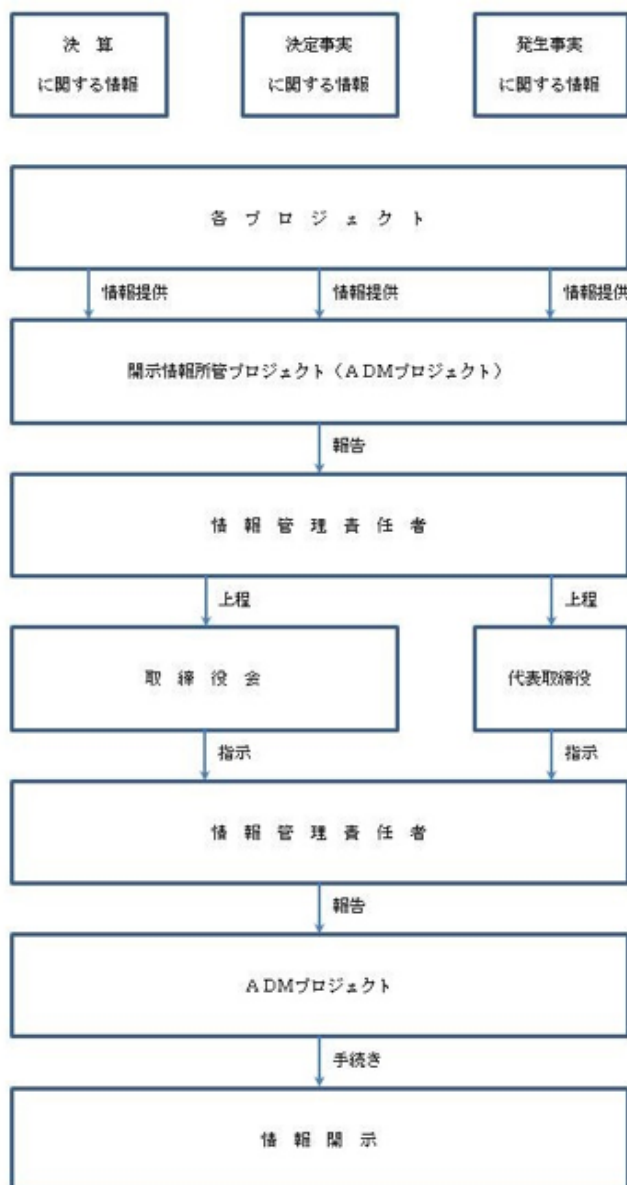 決 算
に関する情報
決定事実
に関する情報
発生事実
に関する情報
各 プ ロ ジ ェ ク ト
情報提供
情報提供
情報提供
開示情報所管プロジェクト（ＡＤＭプロジェクト）
報告
情 報 管 理 責 任 者
上程
上程
取 締 役 会
代表取締役
指示
指示
情 報 管 理 責 任 者
報告
ＡＤＭプロジェクト
手続き
情 報 開 示